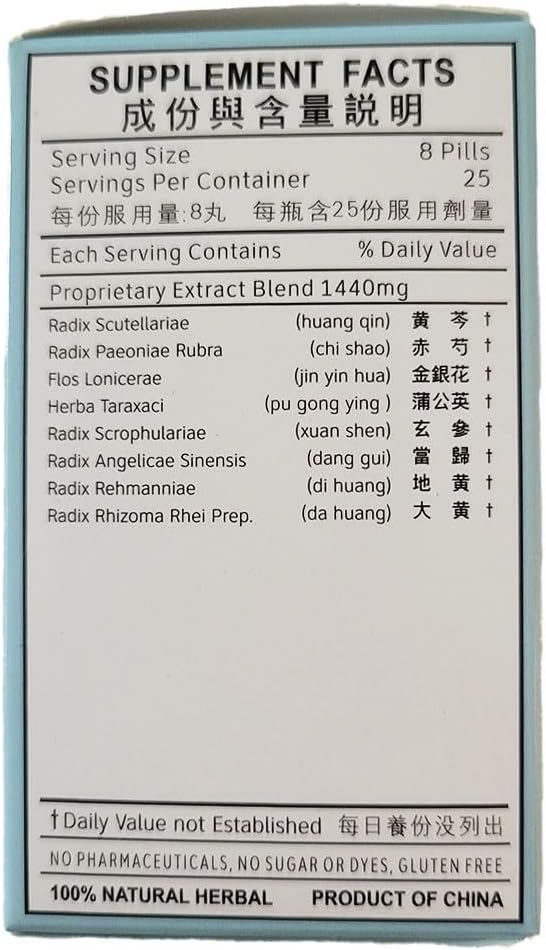 SUPPLEMENT FACTS
成份與含量説明
Serving Size 8 Pills
Servings Per Container 25
每份服用量:8丸 每瓶含25份服用劑量
Each Serving Contains % Daily Value
Proprietary Extract Blend 1440mg
Radix Scutellariae (huang qin) 黄芩 †
Radix Paeoniae Rubra (chi shao) 赤芍 †
Flos Lonicerae (jin yin hua) 金銀花 †
Herba Taraxaci (pu gong ying ) 蒲公英 †
Radix Scrophulariae (xuan shen) 玄參 †
Radix Angelicae Sinensis (dang gui) 當歸 †
Radix Rehmanniae (di huang) 地黄 †
Radix Rhizoma Rhei Prep. (da huang) 大黄 †
†Daily Value not Established 每日養份没列出
NO PHARMACEUTICALS, NO SUGAR OR DYES, GLUTEN FREE
100% NATURAL HERBAL PRODUCT OF CHINA